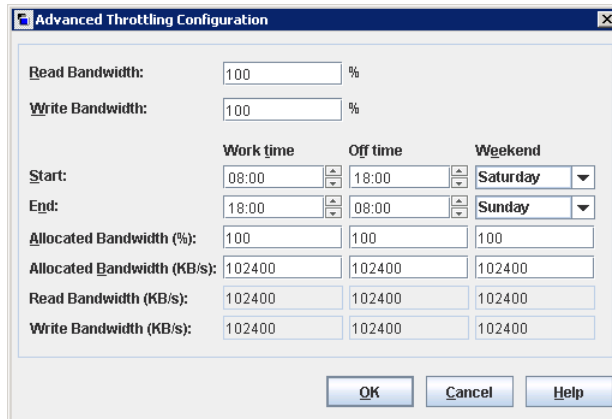 Advanced Throttling Configuration
Read Bandwidth: 100 %
Write Bandwidth: 100 %
Work time Off time Weekend
Start: 08:00 18:00 Saturday
End: 18:00 08:00 Sunday
Allocated Bandwidth (%): 100 100 100
Allocated Bandwidth (KB/s): 102400 102400 102400
Read Bandwidth (KB/s): 102400 102400 102400
Write Bandwidth (KB/s): 102400 102400 102400
OK Cancel Help